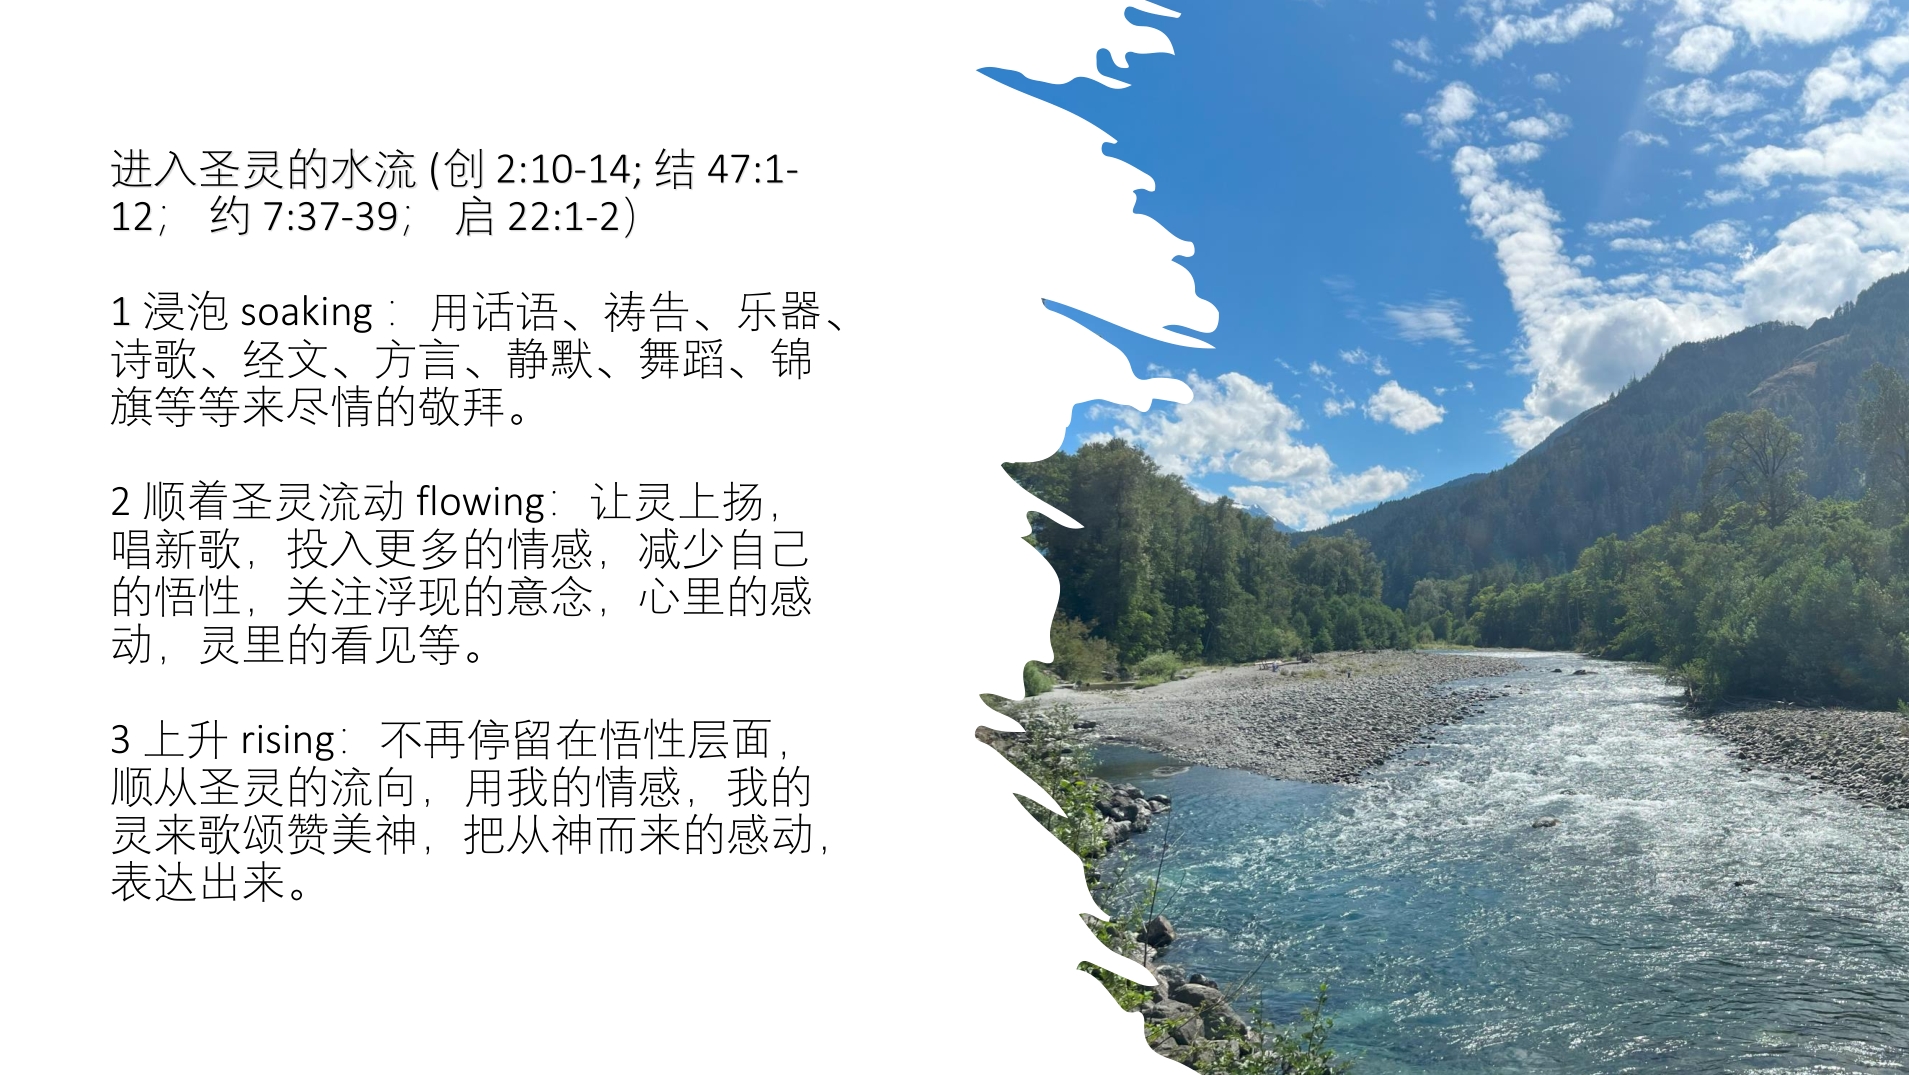 进入圣灵的水流 (创 2:10-14; 结 47:1-
12； 约 7:37-39； 启 22:1-2）
1 浸泡 soaking： 用话语、祷告、乐器、
诗歌、经文、方言、静默、舞蹈、锦
旗等等来尽情的敬拜。
2 顺着圣灵流动 flowing：让灵上扬，
唱新歌，投入更多的情感，减少自己
的悟性，关注浮现的意念，心里的感
动，灵里的看见等。
3 上升 rising：不再停留在悟性层面，
顺从圣灵的流向，用我的情感，我的
灵来歌颂赞美神，把从神而来的感动，
表达出来。